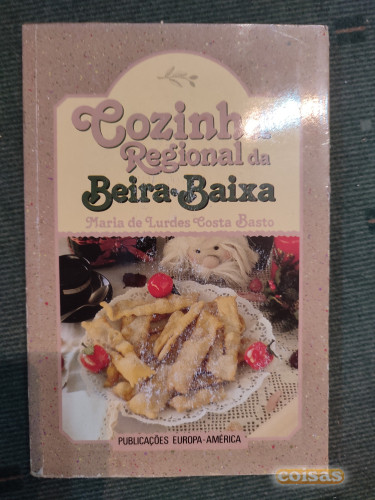 Cozinha
Regional da
Beira-Baixa
Maria de Lurdes Costa Basto
PUBLICAÇÕES EUROPA-AMÉRICA
coisas